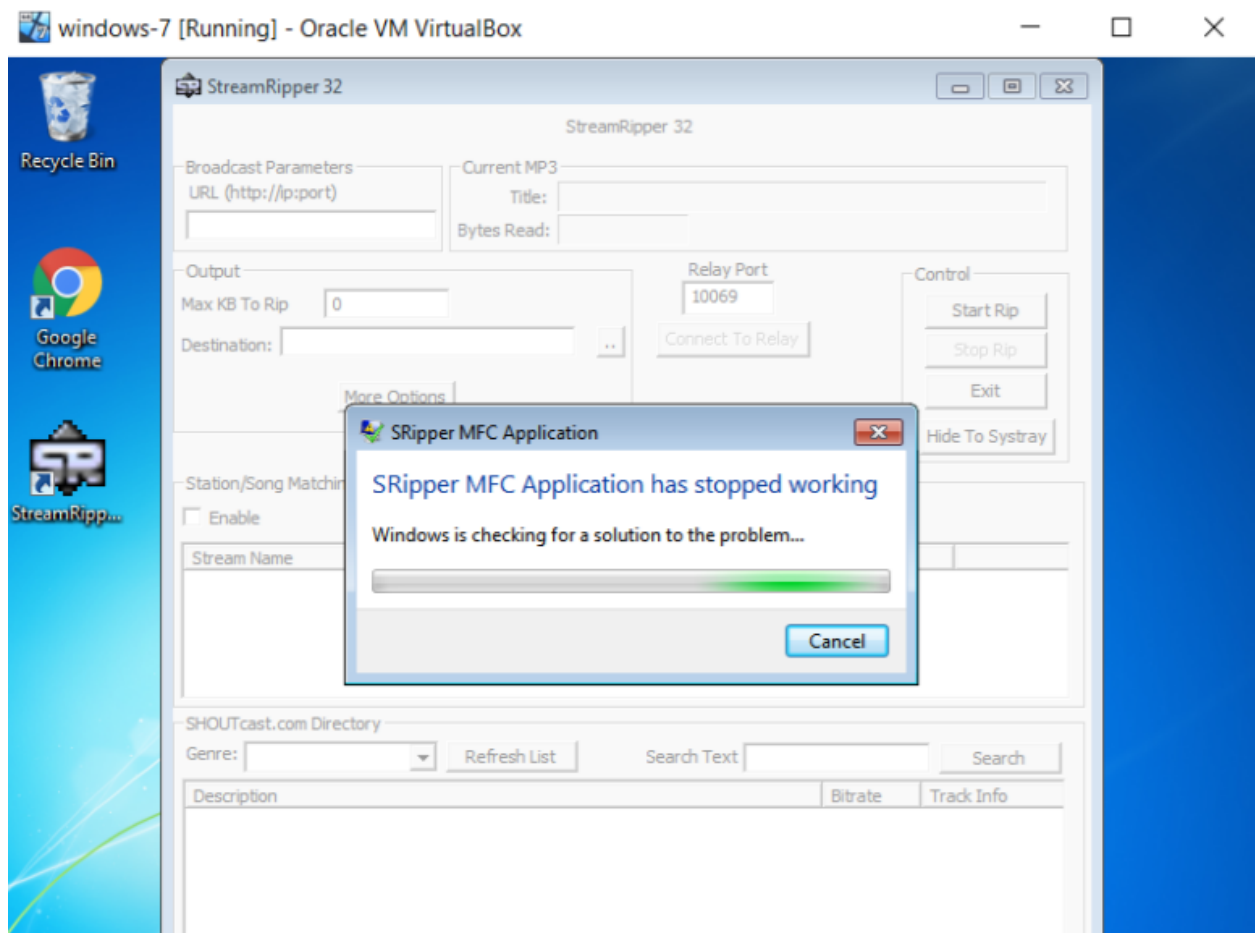 windows-7 [Running] - Oracle VM VirtualBox
Recycle Bin
Google
Chrome
StreamRipp...
StreamRipper 32
StreamRipper 32
Broadcast Parameters
URL (http://ip:port)
Current MP3
Title:
Bytes Read:
Output
Max KB To Rip 0
Destination: ..
More Options
Relay Port
10069
Connect To Relay
Control
Start Rip
Stop Rip
Exit
Hide To Systray
Station/Song Matchin
Enable
Stream Name
SRipper MFC Application
SRipper MFC Application has stopped working
Windows is checking for a solution to the problem...
Cancel
SHOUTcast.com Directory
Genre: Refresh List Search Text Search
Description Bitrate Track Info